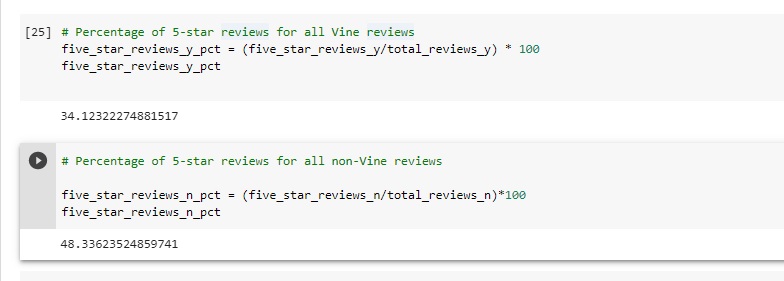 [25] # Percentage of 5-star reviews for all Vine reviews
five_star_reviews_y_pct = (five_star_reviews_y/total_reviews_y) * 100
five_star_reviews_y_pct
34.12322274881517
# Percentage of 5-star reviews for all non-Vine reviews
five_star_reviews_n_pct = (five_star_reviews_n/total_reviews_n)*100
five_star_reviews_n_pct
48.33623524859741